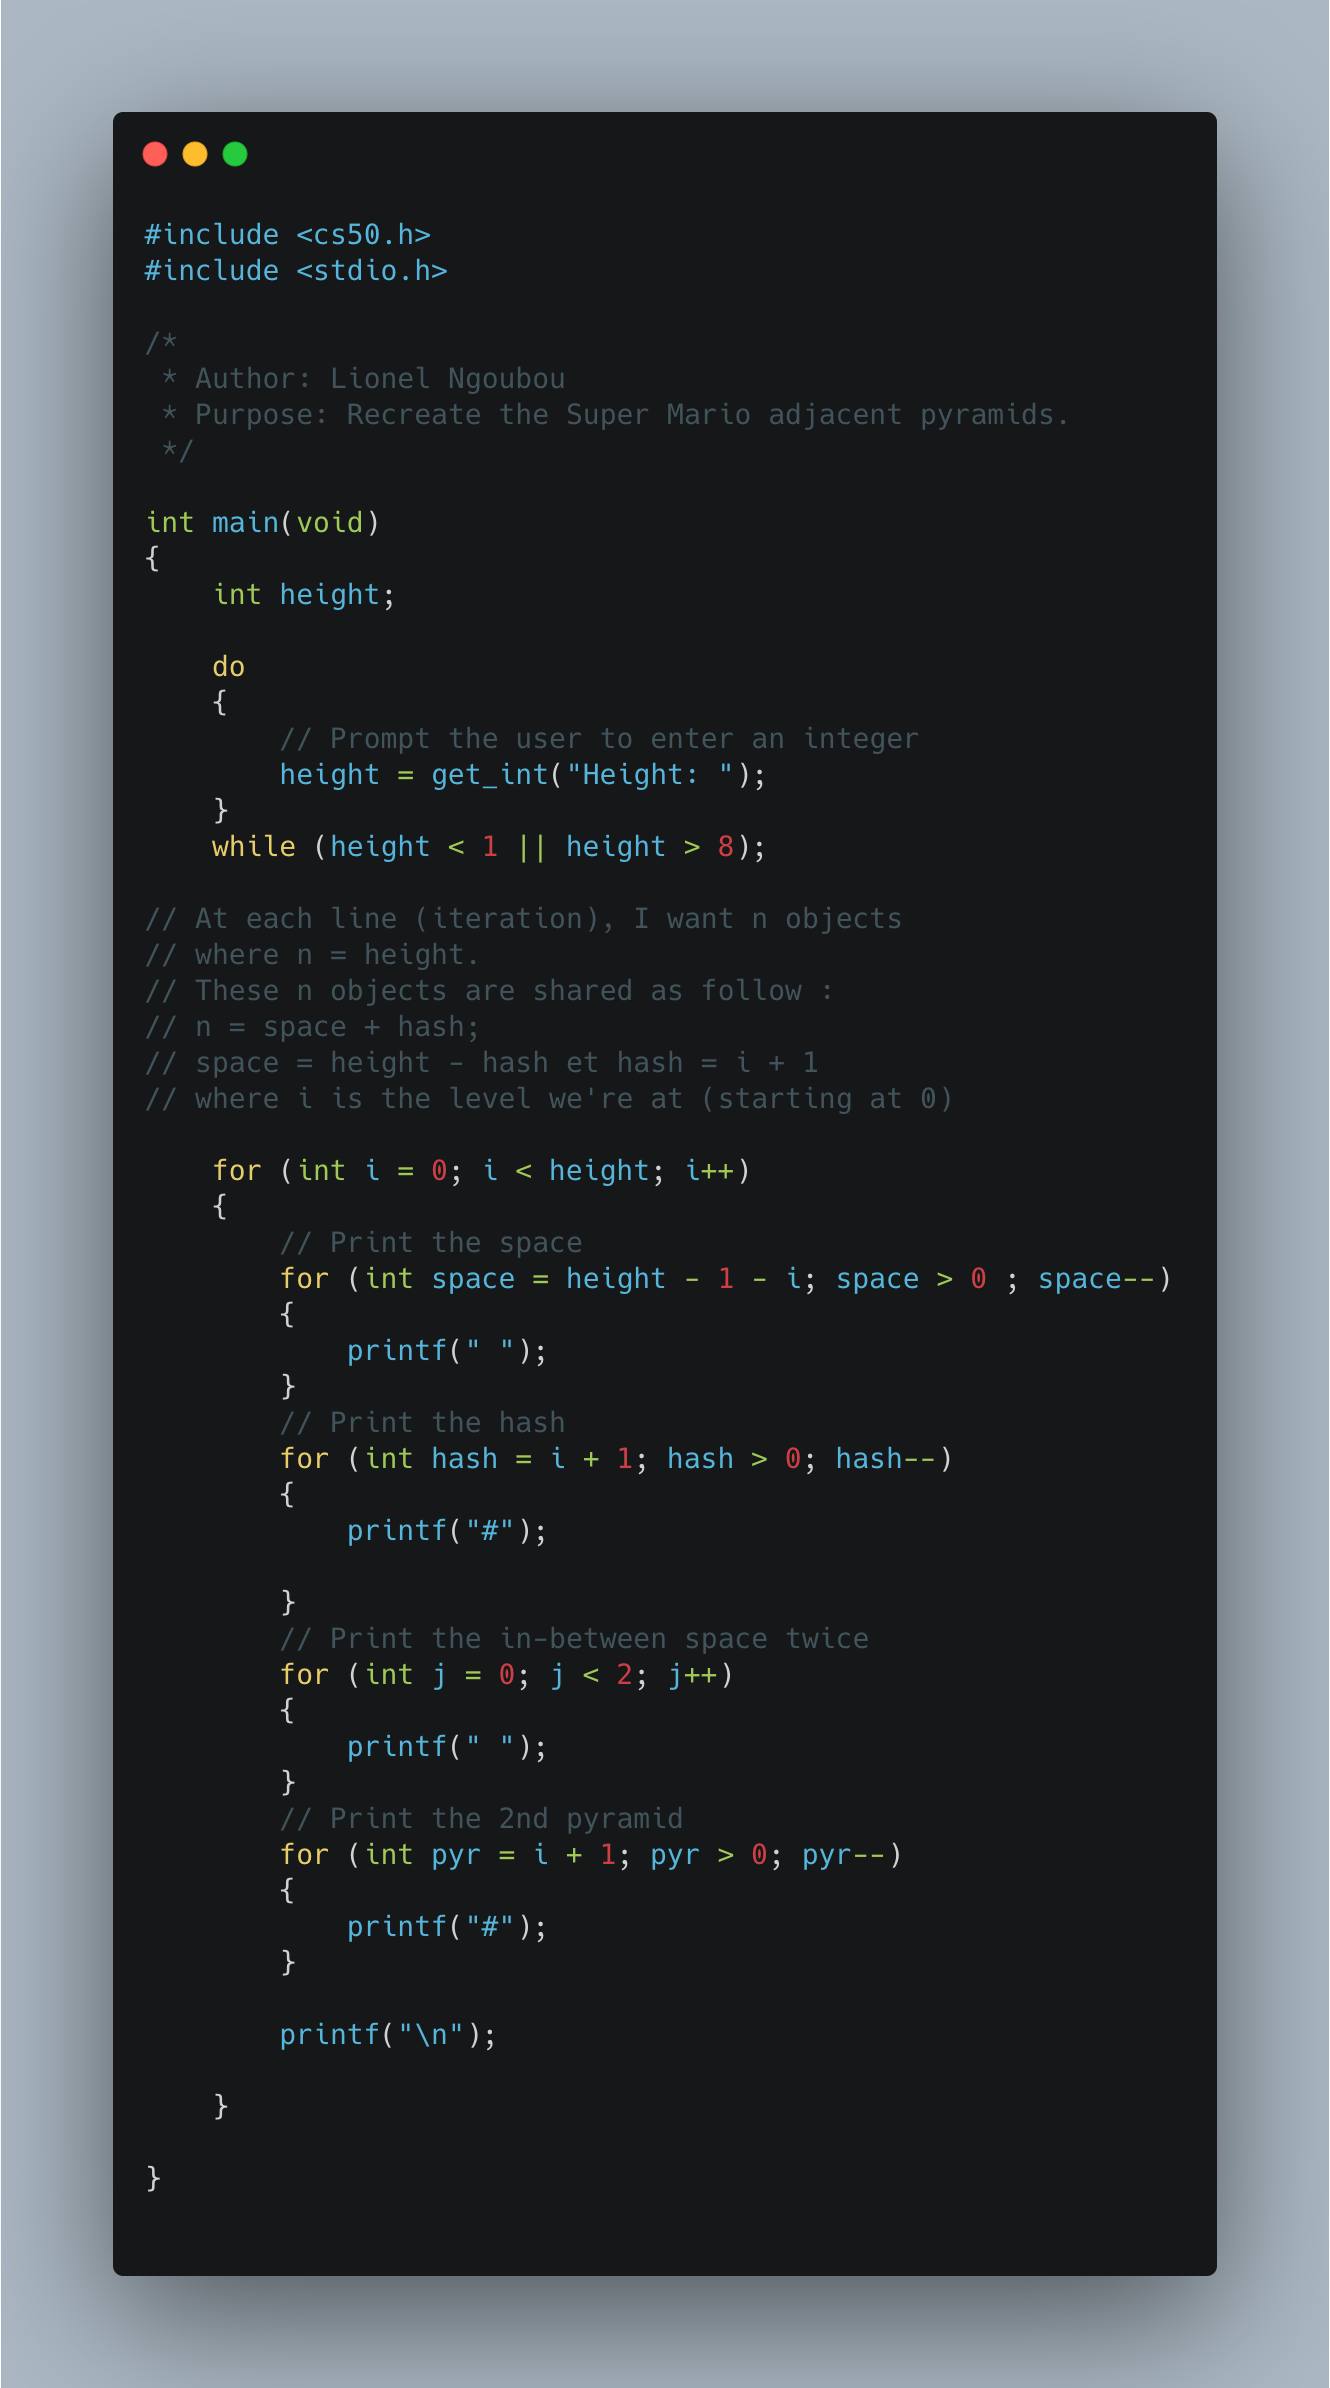 #include <cs50.h>
#include <stdio.h>

/*
 * Author: Lionel Ngoubou
 * Purpose: Recreate the Super Mario adjacent pyramids.
 */

int main(void)
{
    int height;

    do
    {
        // Prompt the user to enter an integer
        height = get_int("Height: ");
    }
    while (height < 1 || height > 8);

// At each line (iteration), I want n objects
// where n = height.
// These n objects are shared as follow :
// n = space + hash;
// space = height - hash et hash = i + 1
// where i is the level we're at (starting at 0)

    for (int i = 0; i < height; i++)
    {
        // Print the space
        for (int space = height - 1 - i; space > 0 ; space--)
        {
            printf(" ");
        }
        // Print the hash
        for (int hash = i + 1; hash > 0; hash--)
        {
            printf("#");

        }
        // Print the in-between space twice
        for (int j = 0; j < 2; j++)
        {
            printf(" ");
        }
        // Print the 2nd pyramid
        for (int pyr = i + 1; pyr > 0; pyr--)
        {
            printf("#");
        }

        printf("\n");

    }

}